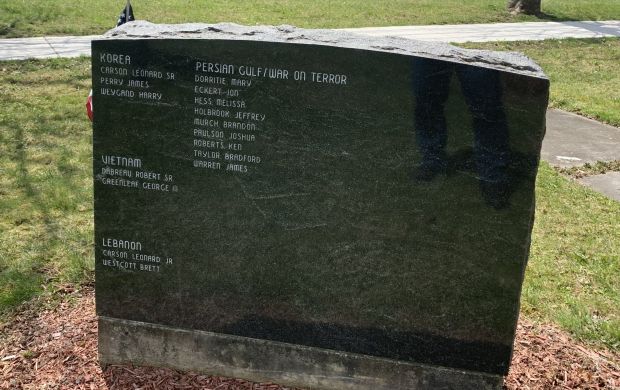 KOREA
CARSON LEONARD SR
PERRY JAMES
WEYGAND HARRY
VIETNAM
NABREAU ROBERT SR
GREENLEAF GEORGE III
LEBANON
CARSON LEONARD JR
WESTCOTT BRETT
PERSIAN GULF/WAR ON TERROR
DORRITIE MARY
ECKERT JON
HESS MELISSA
HOLBROOK JEFFREY
MURCH BRANDON
PAULSON JOSHUA
ROBERTS KEN
TAYLOR BRADFORD
WARREN JAMES